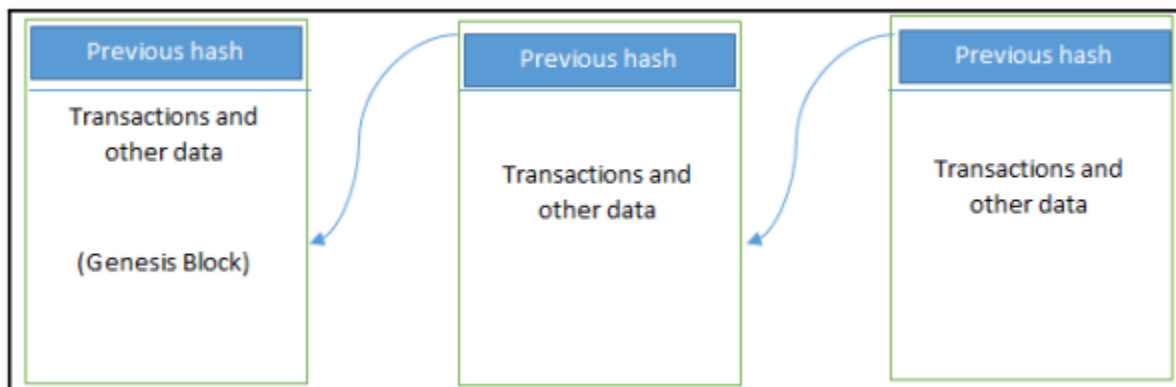 Previous hash
Transactions and
other data
(Genesis Block)
Previous hash
Transactions and
other data
Previous hash
Transactions and
other data